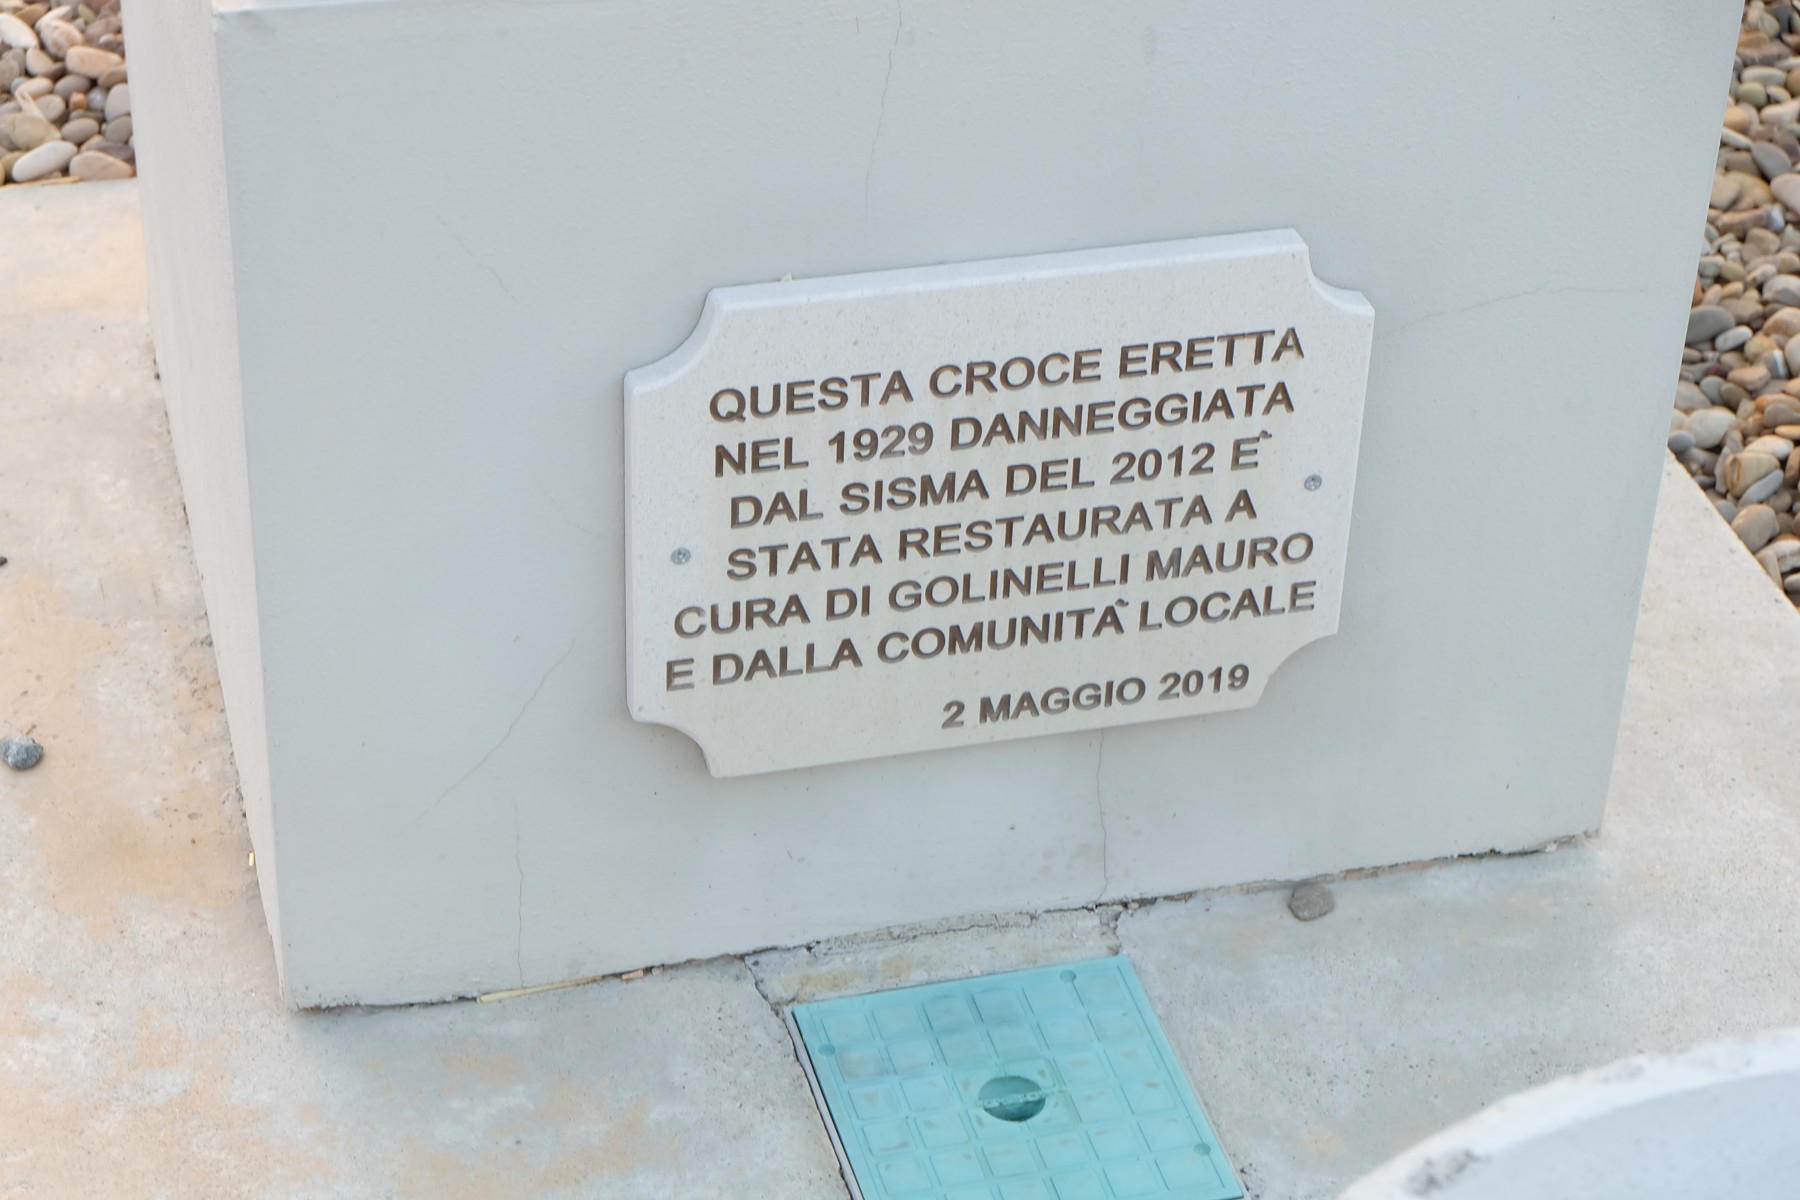 QUESTA CROCE ERETTA
NEL 1929 DANNEGGIATA
DAL SISMA DEL 2012 E`
STATA RESTAURATA A
CURA DI GOLINELLI MAURO
E DALLA COMUNITA` LOCALE
2 MAGGIO 2019